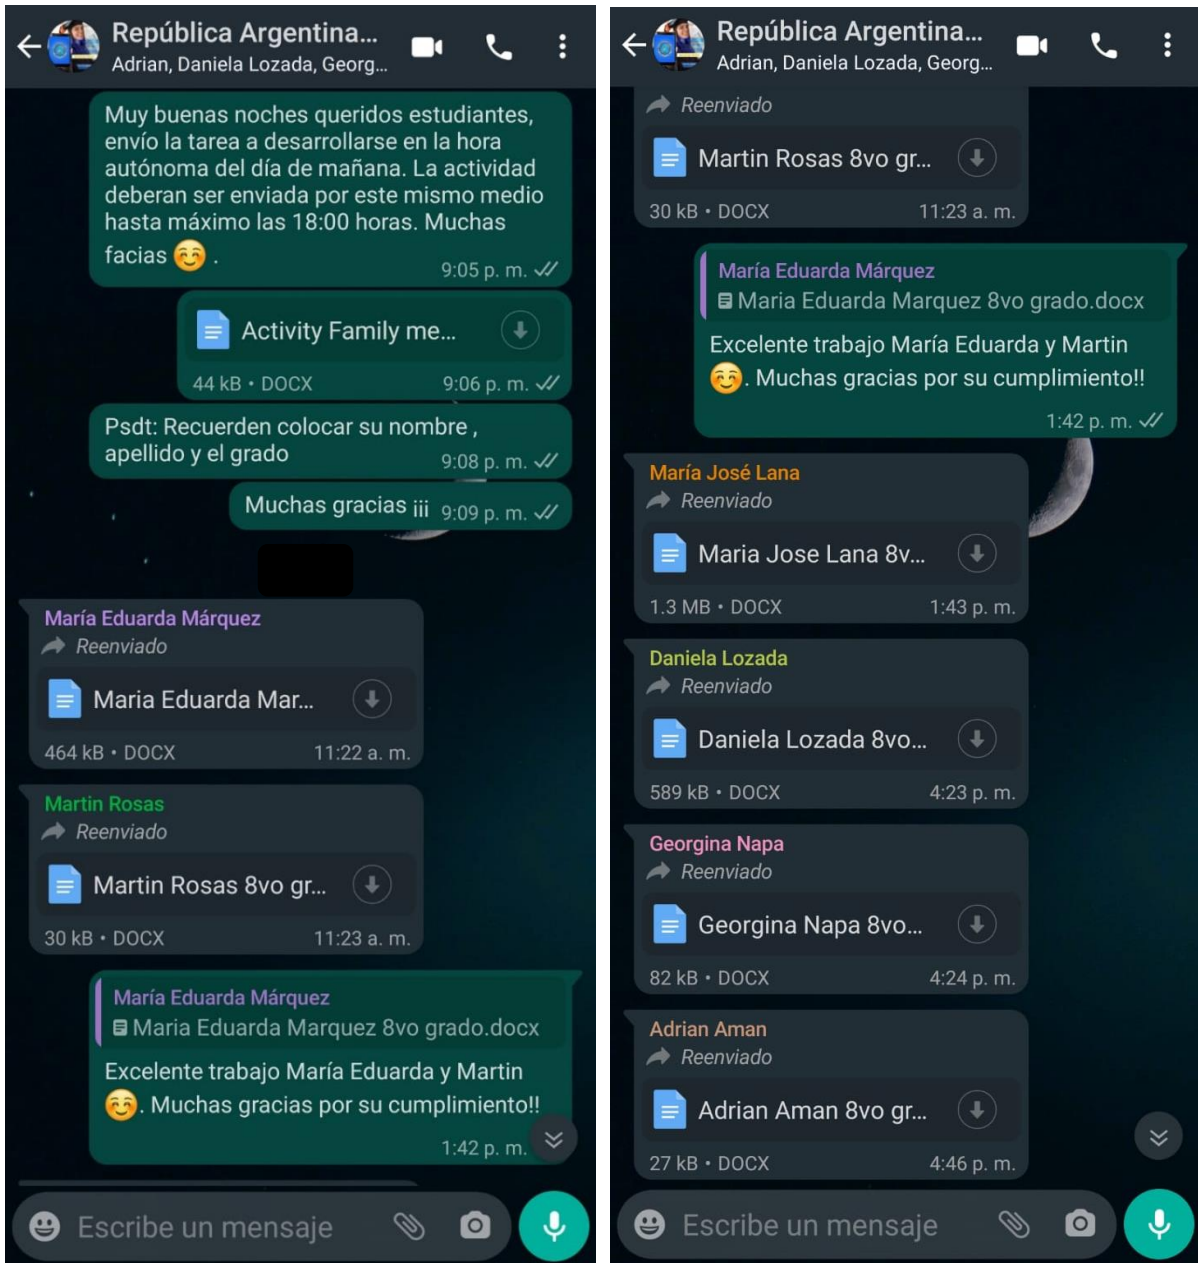 República Argentina...
Adrian, Daniela Lozada, Georg...
Muy buenas noches queridos estudiantes,
envío la tarea a desarrollarse en la hora
autónoma del día de mañana. La actividad
deberan ser enviada por este mismo medio
hasta máximo las 18:00 horas. Muchas
facias ☺️ .
9:05 p. m.
Activity Family me...
44 kB • DOCX
9:06 p. m.
Psdt: Recuerden colocar su nombre ,
apellido y el grado
9:08 p. m.
Muchas gracias ¡¡¡ 9:09 p. m.
María Eduarda Márquez
Reenviado
Maria Eduarda Mar...
464 kB • DOCX
11:22 a. m.
Martin Rosas
Reenviado
Martin Rosas 8vo gr...
30 kB • DOCX
11:23 a. m.
María Eduarda Márquez
Maria Eduarda Marquez 8vo grado.docx
Excelente trabajo María Eduarda y Martin
☺️. Muchas gracias por su cumplimiento!!
1:42 p. m.
Escribe un mensaje
República Argentina...
Adrian, Daniela Lozada, Georg...
Reenviado
Martin Rosas 8vo gr...
30 kB • DOCX
11:23 a. m.
María Eduarda Márquez
Maria Eduarda Marquez 8vo grado.docx
Excelente trabajo María Eduarda y Martin
☺️. Muchas gracias por su cumplimiento!!
1:42 p. m.
María José Lana
Reenviado
Maria Jose Lana 8v...
1.3 MB • DOCX
1:43 p. m.
Daniela Lozada
Reenviado
Daniela Lozada 8vo...
589 kB • DOCX
4:23 p. m.
Georgina Napa
Reenviado
Georgina Napa 8vo...
82 kB • DOCX
4:24 p. m.
Adrian Aman
Reenviado
Adrian Aman 8vo gr...
27 kB • DOCX
4:46 p. m.
Escribe un mensaje